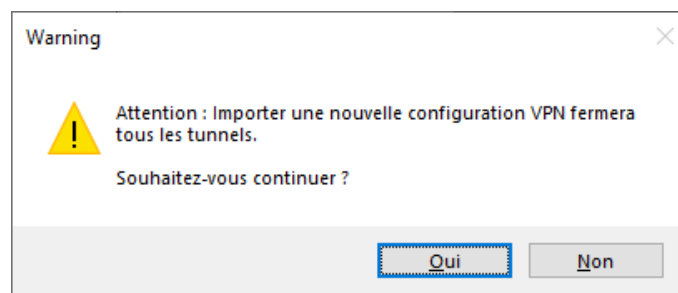 Warning
Attention : Importer une nouvelle configuration VPN fermera
tous les tunnels.
Souhaitez-vous continuer ?
Oui
Non